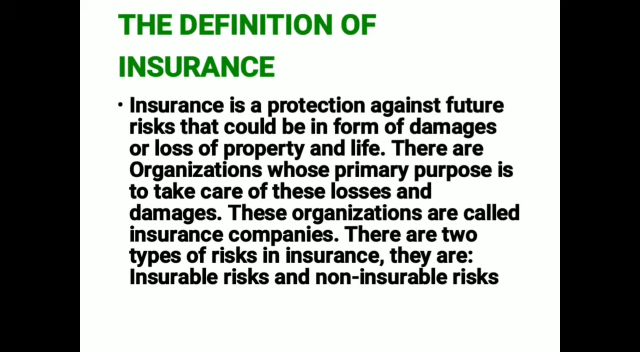 THE DEFINITION OF
INSURANCE
• Insurance is a protection against future
risks that could be in form of damages
or loss of property and life. There are
Organizations whose primary purpose is
to take care of these losses and
damages. These organizations are called
insurance companies. There are two
types of risks in insurance, they are:
Insurable risks and non-insurable risks